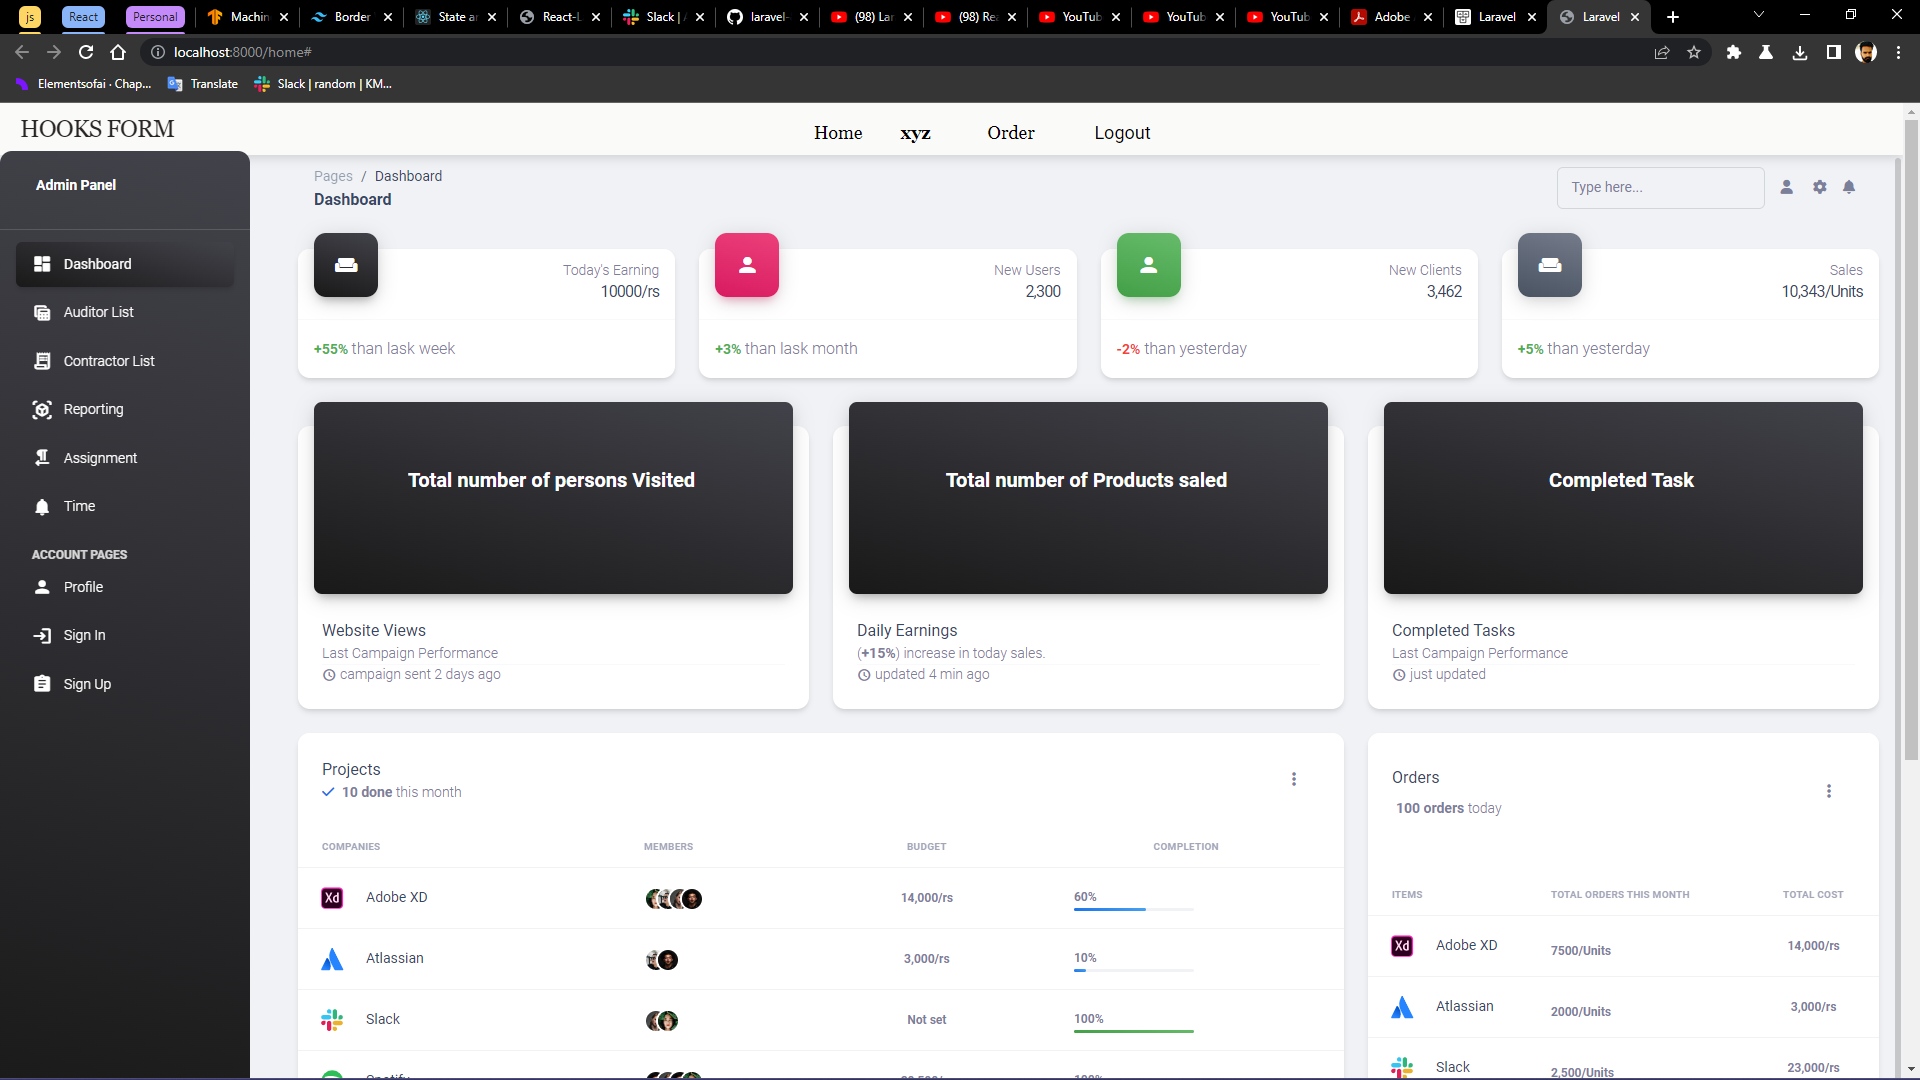 js React Personal Machin Border State ar React-L Slack | laravel- (98) Lar (98) Re YouTub YouTub YouTub Adobe Laravel Laravel
localhost:8000/home#
Elementsofai · Chap... Translate Slack | random | KM...
HOOKS FORM
Home xyz Order Logout
Admin Panel
Dashboard
Auditor List
Contractor List
Reporting
Assignment
Time
ACCOUNT PAGES
Profile
Sign In
Sign Up
Pages / Dashboard
Dashboard
Type here...
Today's Earning
10000/rs
+55% than lask week
New Users
2,300
+3% than lask month
New Clients
3,462
-2% than yesterday
Sales
10,343/Units
+5% than yesterday
Total number of persons Visited
Website Views
Last Campaign Performance
campaign sent 2 days ago
Total number of Products saled
Daily Earnings
(+15%) increase in today sales.
updated 4 min ago
Completed Task
Completed Tasks
Last Campaign Performance
just updated
Projects
10 done this month
COMPANIES MEMBERS BUDGET COMPLETION
Xd Adobe XD 14,000/rs 60%
Atlassian 3,000/rs 10%
Slack Not set 100%
Orders
100 orders today
ITEMS TOTAL ORDERS THIS MONTH TOTAL COST
Xd Adobe XD 7500/Units 14,000/rs
Atlassian 2000/Units 3,000/rs
Slack 2,500/Units 23,000/rs